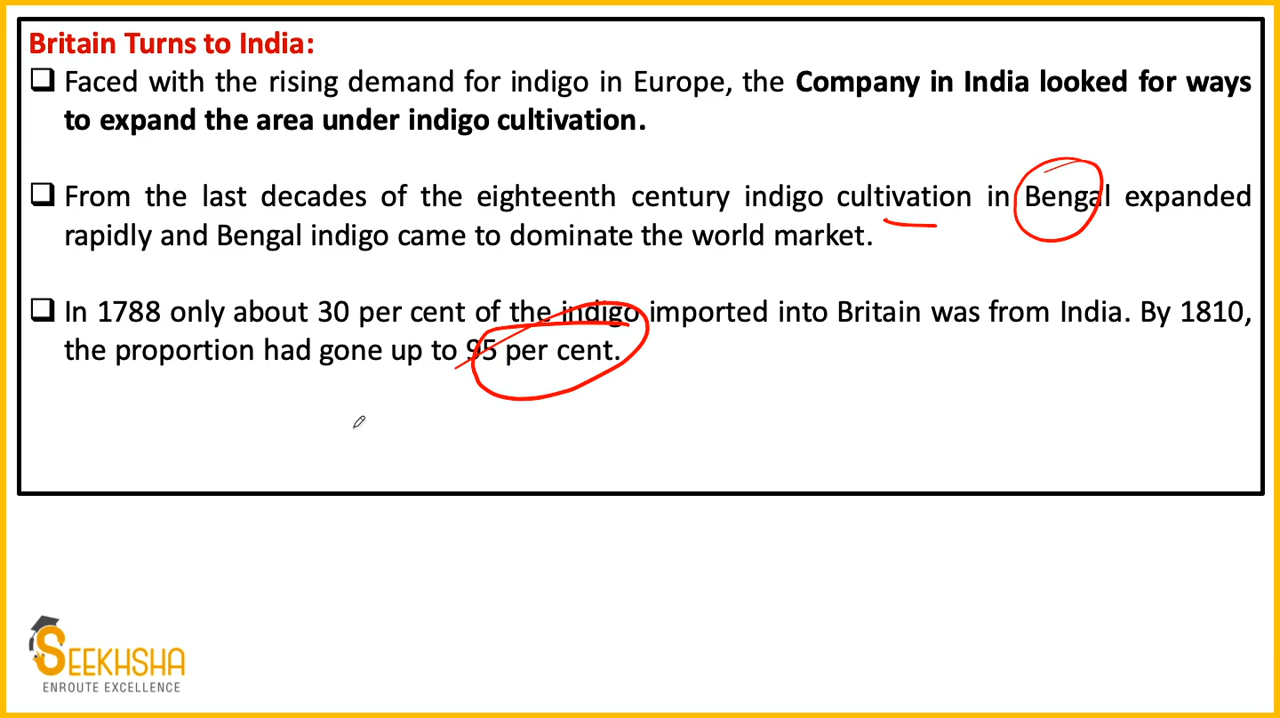 Britain Turns to India:
❑ Faced with the rising demand for indigo in Europe, the Company in India looked for ways
to expand the area under indigo cultivation.
❑ From the last decades of the eighteenth century indigo cultivation in Bengal expanded
rapidly and Bengal indigo came to dominate the world market.
❑ In 1788 only about 30 per cent of the indigo imported into Britain was from India. By 1810,
the proportion had gone up to 95 per cent.
SEEKHSHA
ENROUTE EXCELLENCE